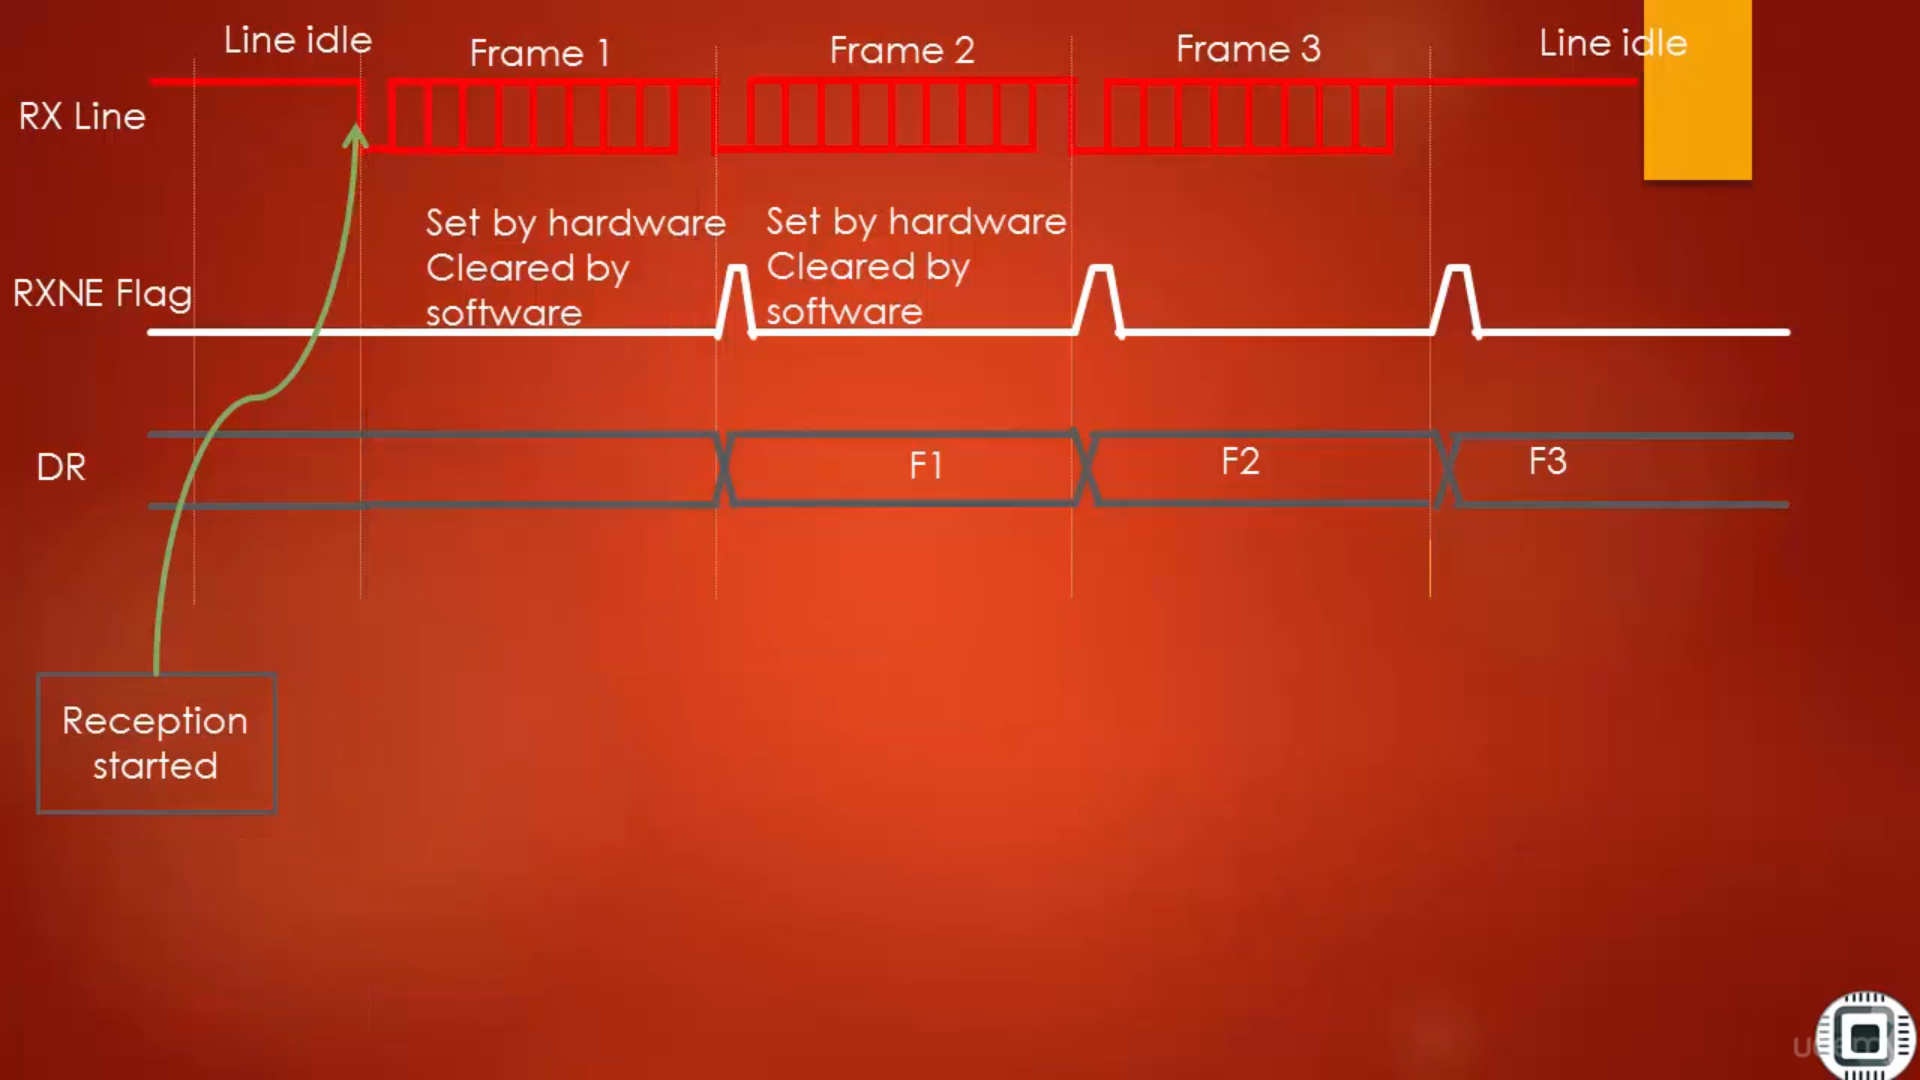 Line idle
Frame 1
Frame 2
Frame 3
Line idle
RX Line
Set by hardware
Cleared by
software
Set by hardware
Cleared by
software
RXNE Flag
DR
F1
F2
F3
Reception
started